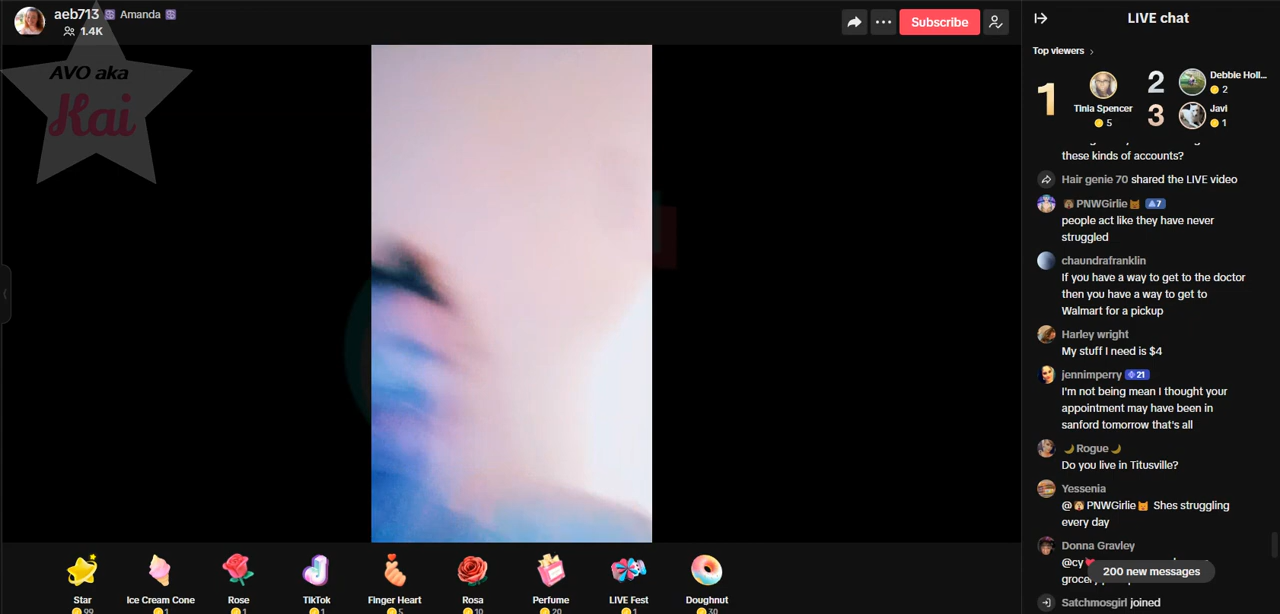 aeb713 Amanda
1.4K
AVO aka
Kai
Subscribe
LIVE chat
Top viewers
1
Tinia Spencer
5
2
Debbie Holl...
2
3
Javi
1
these kinds of accounts?
Hair genie 70 shared the LIVE video
PNWGirlie 7
people act like they have never
struggled
chaundrafranklin
If you have a way to get to the doctor
then you have a way to get to
Walmart for a pickup
Harley wright
My stuff I need is $4
jennimperry 21
I'm not being mean I thought your
appointment may have been in
sanford tomorrow that's all
Rogue
Do you live in Titusville?
Yessenia
@PNWGirlie Shes struggling
every day
Donna Gravley
@cy
200 new messages
Satchmosgirl joined
Star Ice Cream Cone Rose TikTok Finger Heart Rosa Perfume LIVE Fest Doughnut
99 1 1 1 5 10 20 1 30